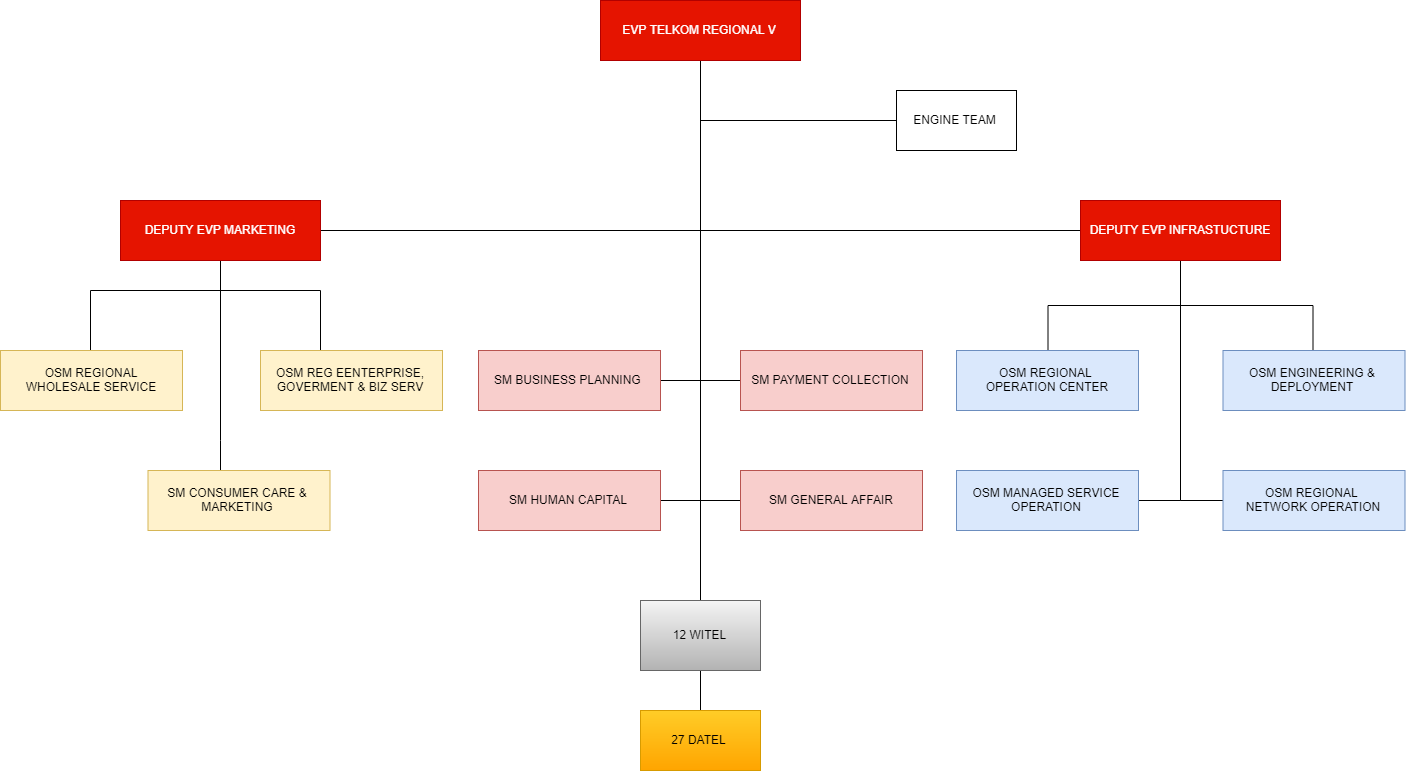 EVP TELKOM REGIONAL V
ENGINE TEAM
DEPUTY EVP MARKETING
DEPUTY EVP INFRASTUCTURE
OSM REGIONAL
WHOLESALE SERVICE
OSM REG EENTERPRISE,
GOVERMENT & BIZ SERV
SM BUSINESS PLANNING
SM PAYMENT COLLECTION
OSM REGIONAL
OPERATION CENTER
OSM ENGINEERING &
DEPLOYMENT
SM CONSUMER CARE &
MARKETING
SM HUMAN CAPITAL
SM GENERAL AFFAIR
OSM MANAGED SERVICE
OPERATION
OSM REGIONAL
NETWORK OPERATION
12 WITEL
27 DATEL